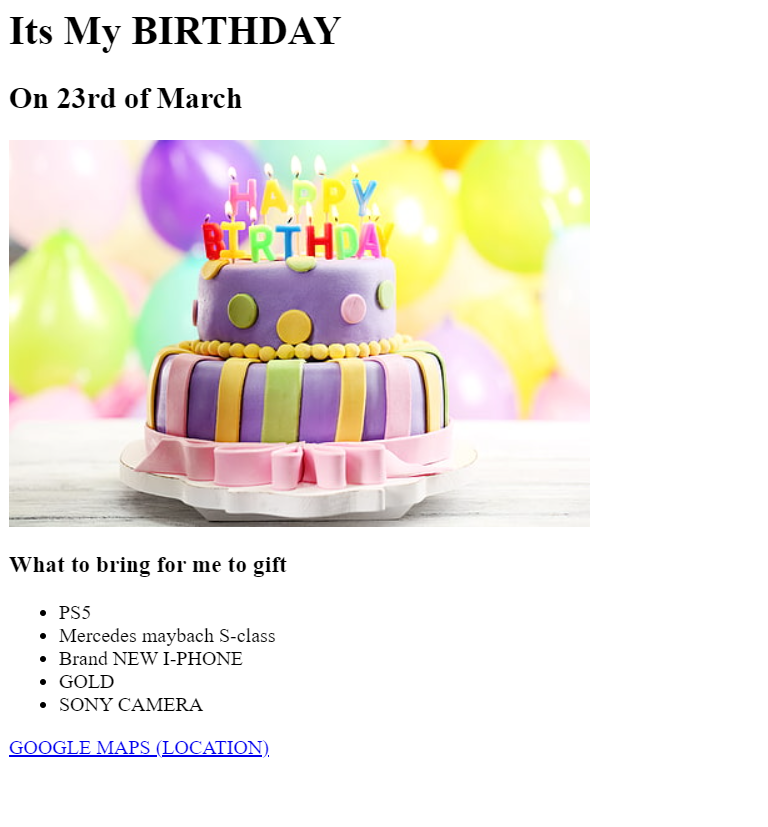 Its My BIRTHDAY
On 23rd of March
HAPPY
BIRTHDAY
What to bring for me to gift
PS5
Mercedes maybach S-class
Brand NEW I-PHONE
GOLD
SONY CAMERA
GOOGLE MAPS (LOCATION)